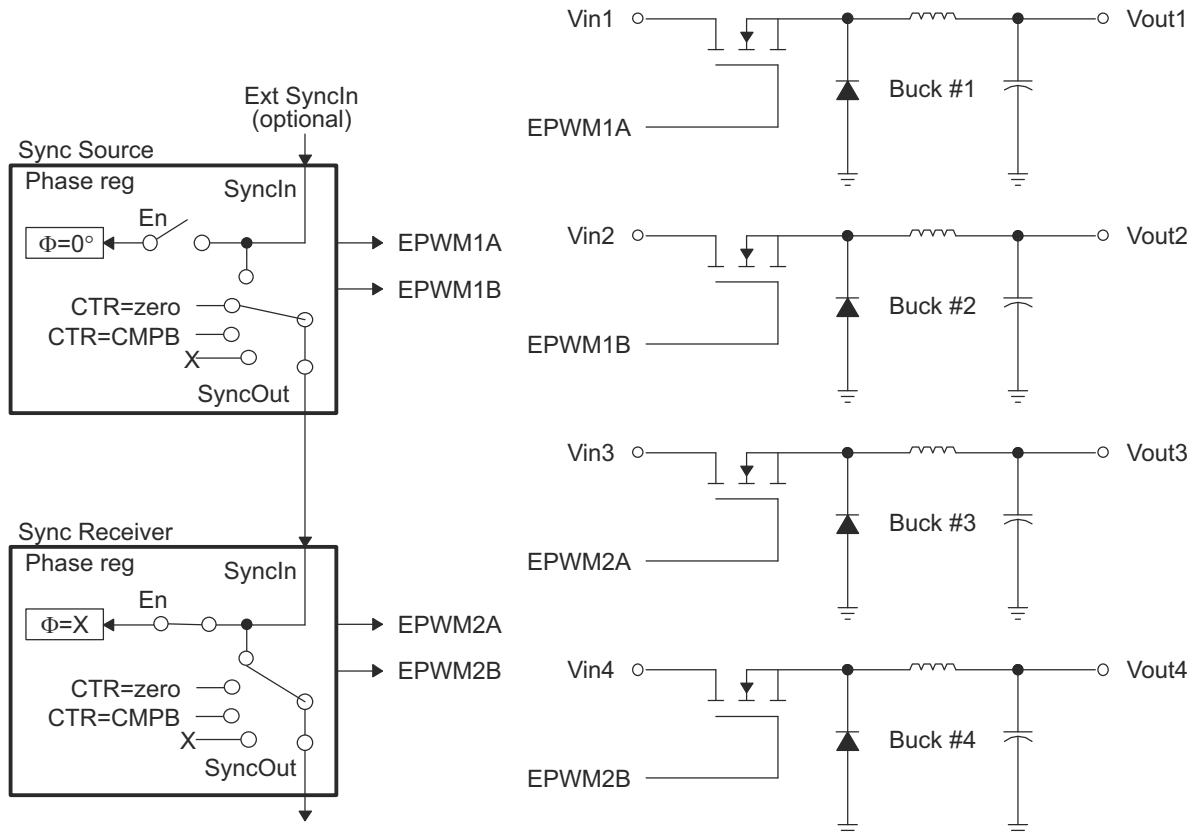 Ext SyncIn
(optional)
Sync Source
Phase reg
SyncIn
En
Φ=0°
EPWM1A
EPWM1B
CTR=zero
CTR=CMPB
X
SyncOut
Sync Receiver
Phase reg
SyncIn
En
Φ=X
EPWM2A
EPWM2B
CTR=zero
CTR=CMPB
X
SyncOut
Vin1
Vout1
Buck #1
EPWM1A
Vin2
Vout2
Buck #2
EPWM1B
Vin3
Vout3
Buck #3
EPWM2A
Vin4
Vout4
Buck #4
EPWM2B